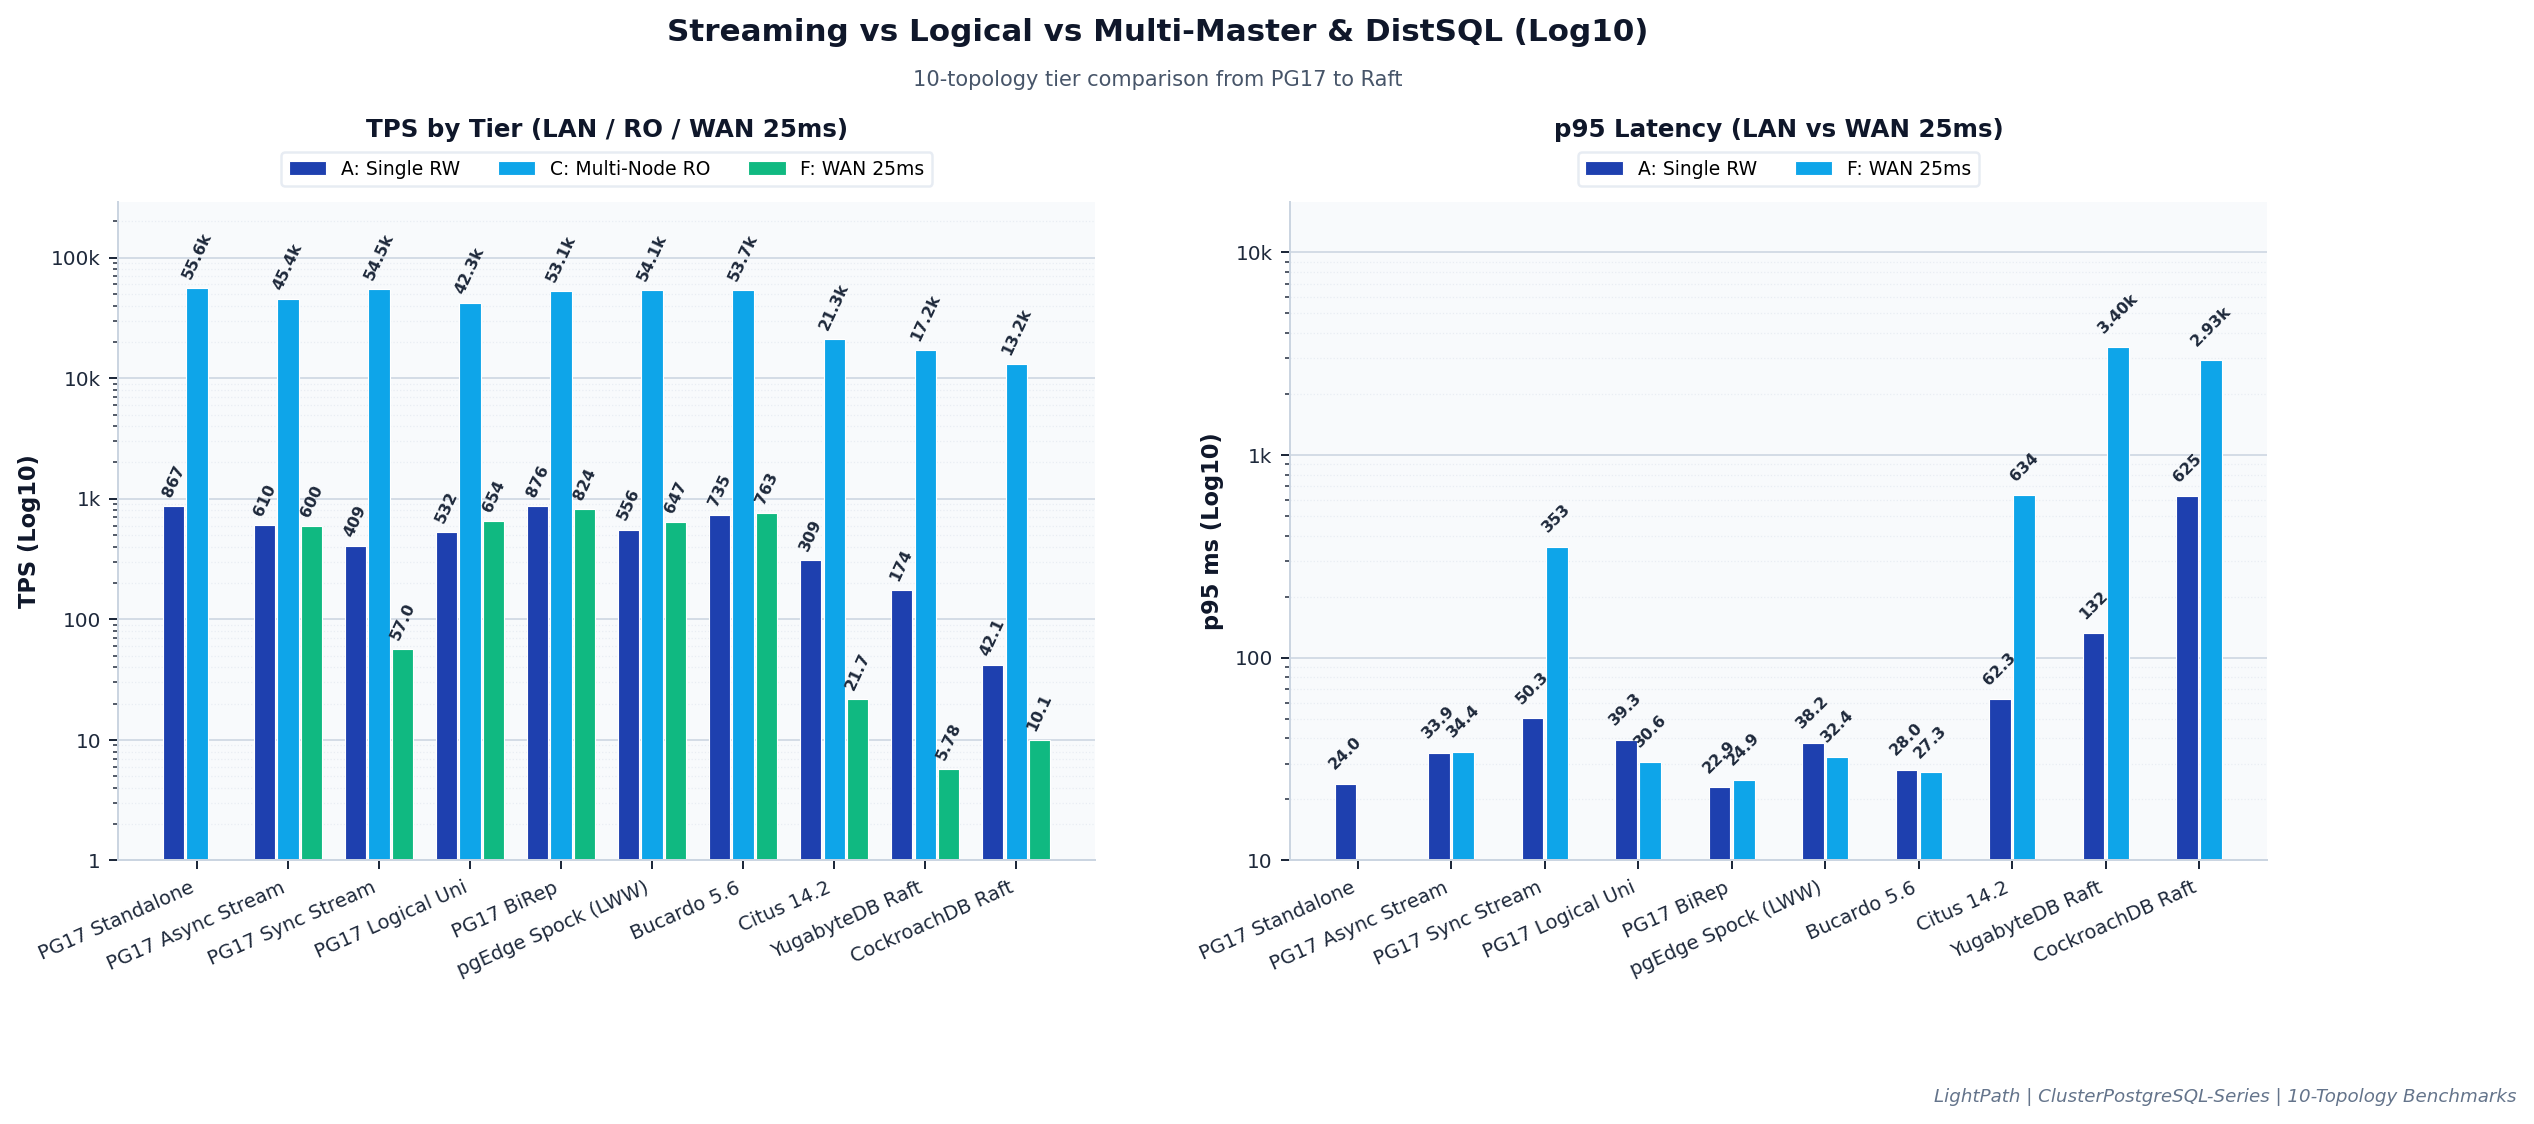 Streaming vs Logical vs Multi-Master & DistSQL (Log10)
10-topology tier comparison from PG17 to Raft
TPS by Tier (LAN / RO / WAN 25ms)
A: Single RW
C: Multi-Node RO
F: WAN 25ms
TPS (Log10)
100k
10k
1k
100
10
1
867
55.6k
610
45.4k
600
409
54.5k
57.0
532
42.3k
654
876
53.1k
824
556
54.1k
647
735
53.7k
763
309
21.3k
21.7
174
17.2k
5.78
42.1
13.2k
10.1
PG17 Standalone
PG17 Async Stream
PG17 Sync Stream
PG17 Logical Uni
PG17 BiRep
pgEdge Spock (LWW)
Bucardo 5.6
Citus 14.2
YugabyteDB Raft
CockroachDB Raft
p95 Latency (LAN vs WAN 25ms)
A: Single RW
F: WAN 25ms
p95 ms (Log10)
10k
1k
100
10
24.0
33.9
34.4
50.3
353
39.3
30.6
22.9
24.9
38.2
32.4
28.0
27.3
62.3
634
132
3.40k
625
2.93k
PG17 Standalone
PG17 Async Stream
PG17 Sync Stream
PG17 Logical Uni
PG17 BiRep
pgEdge Spock (LWW)
Bucardo 5.6
Citus 14.2
YugabyteDB Raft
CockroachDB Raft
LightPath | ClusterPostgreSQL-Series | 10-Topology Benchmarks